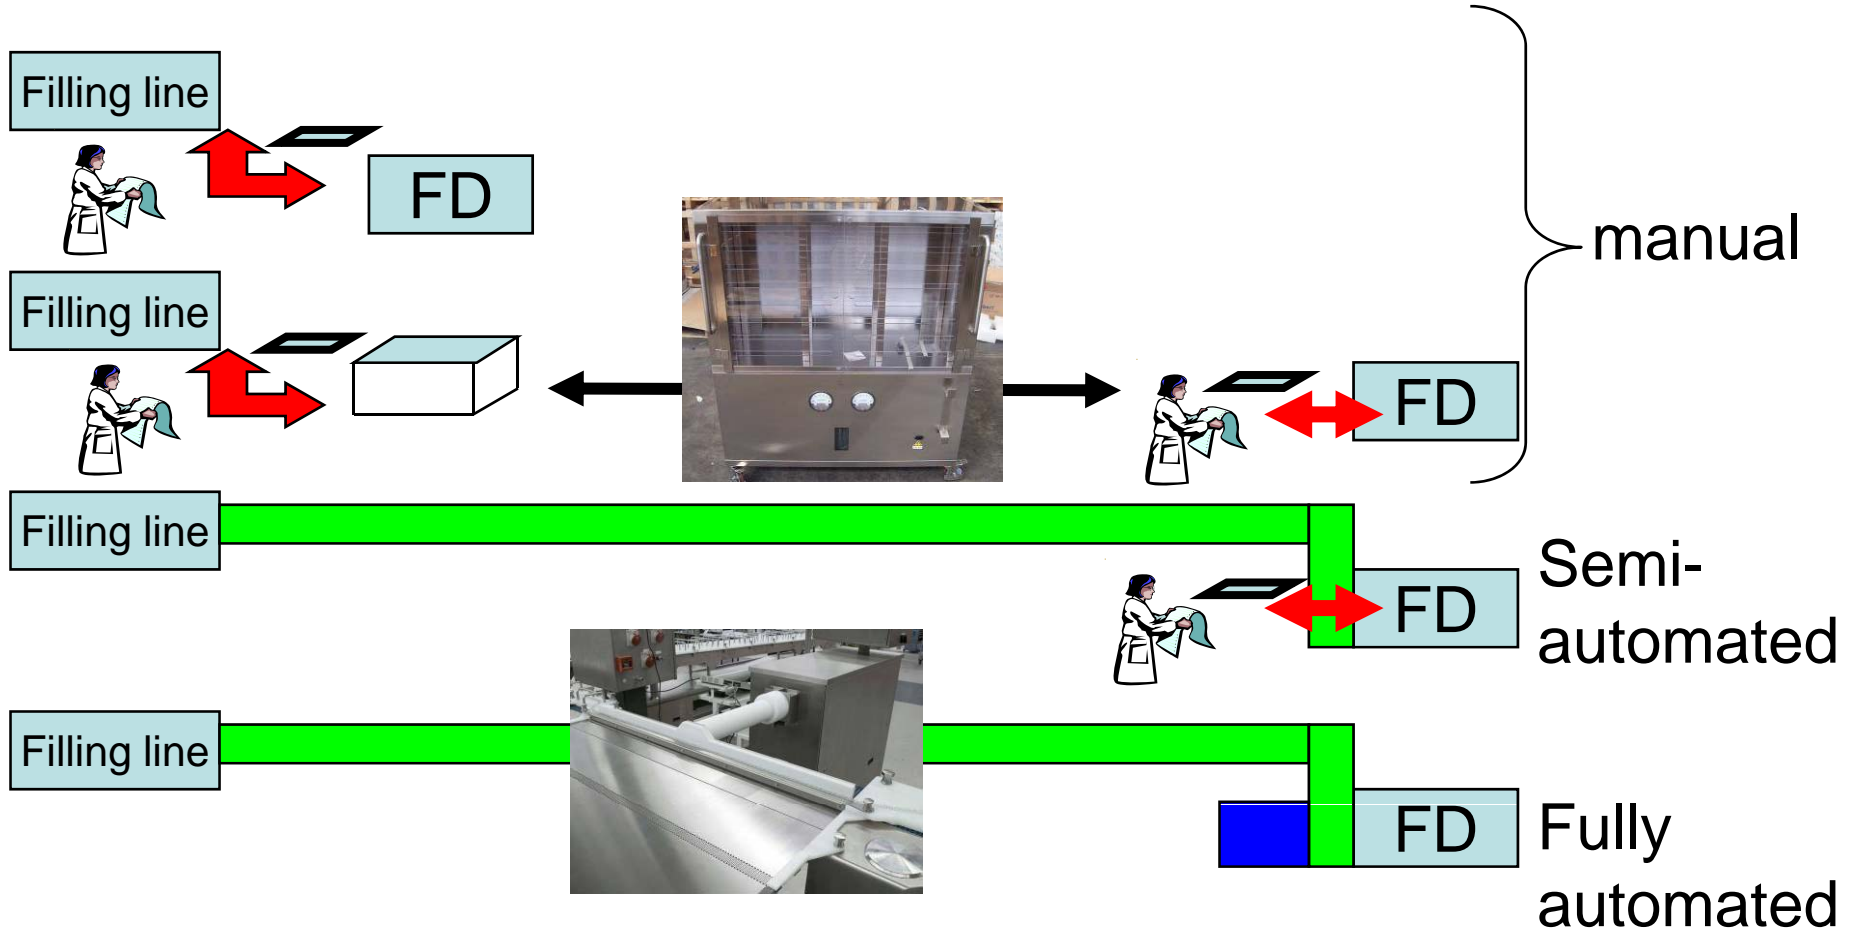 Filling line
FD
manual
Filling line
FD
Filling line
Semi-
automated
FD
Filling line
FD
Fully
automated